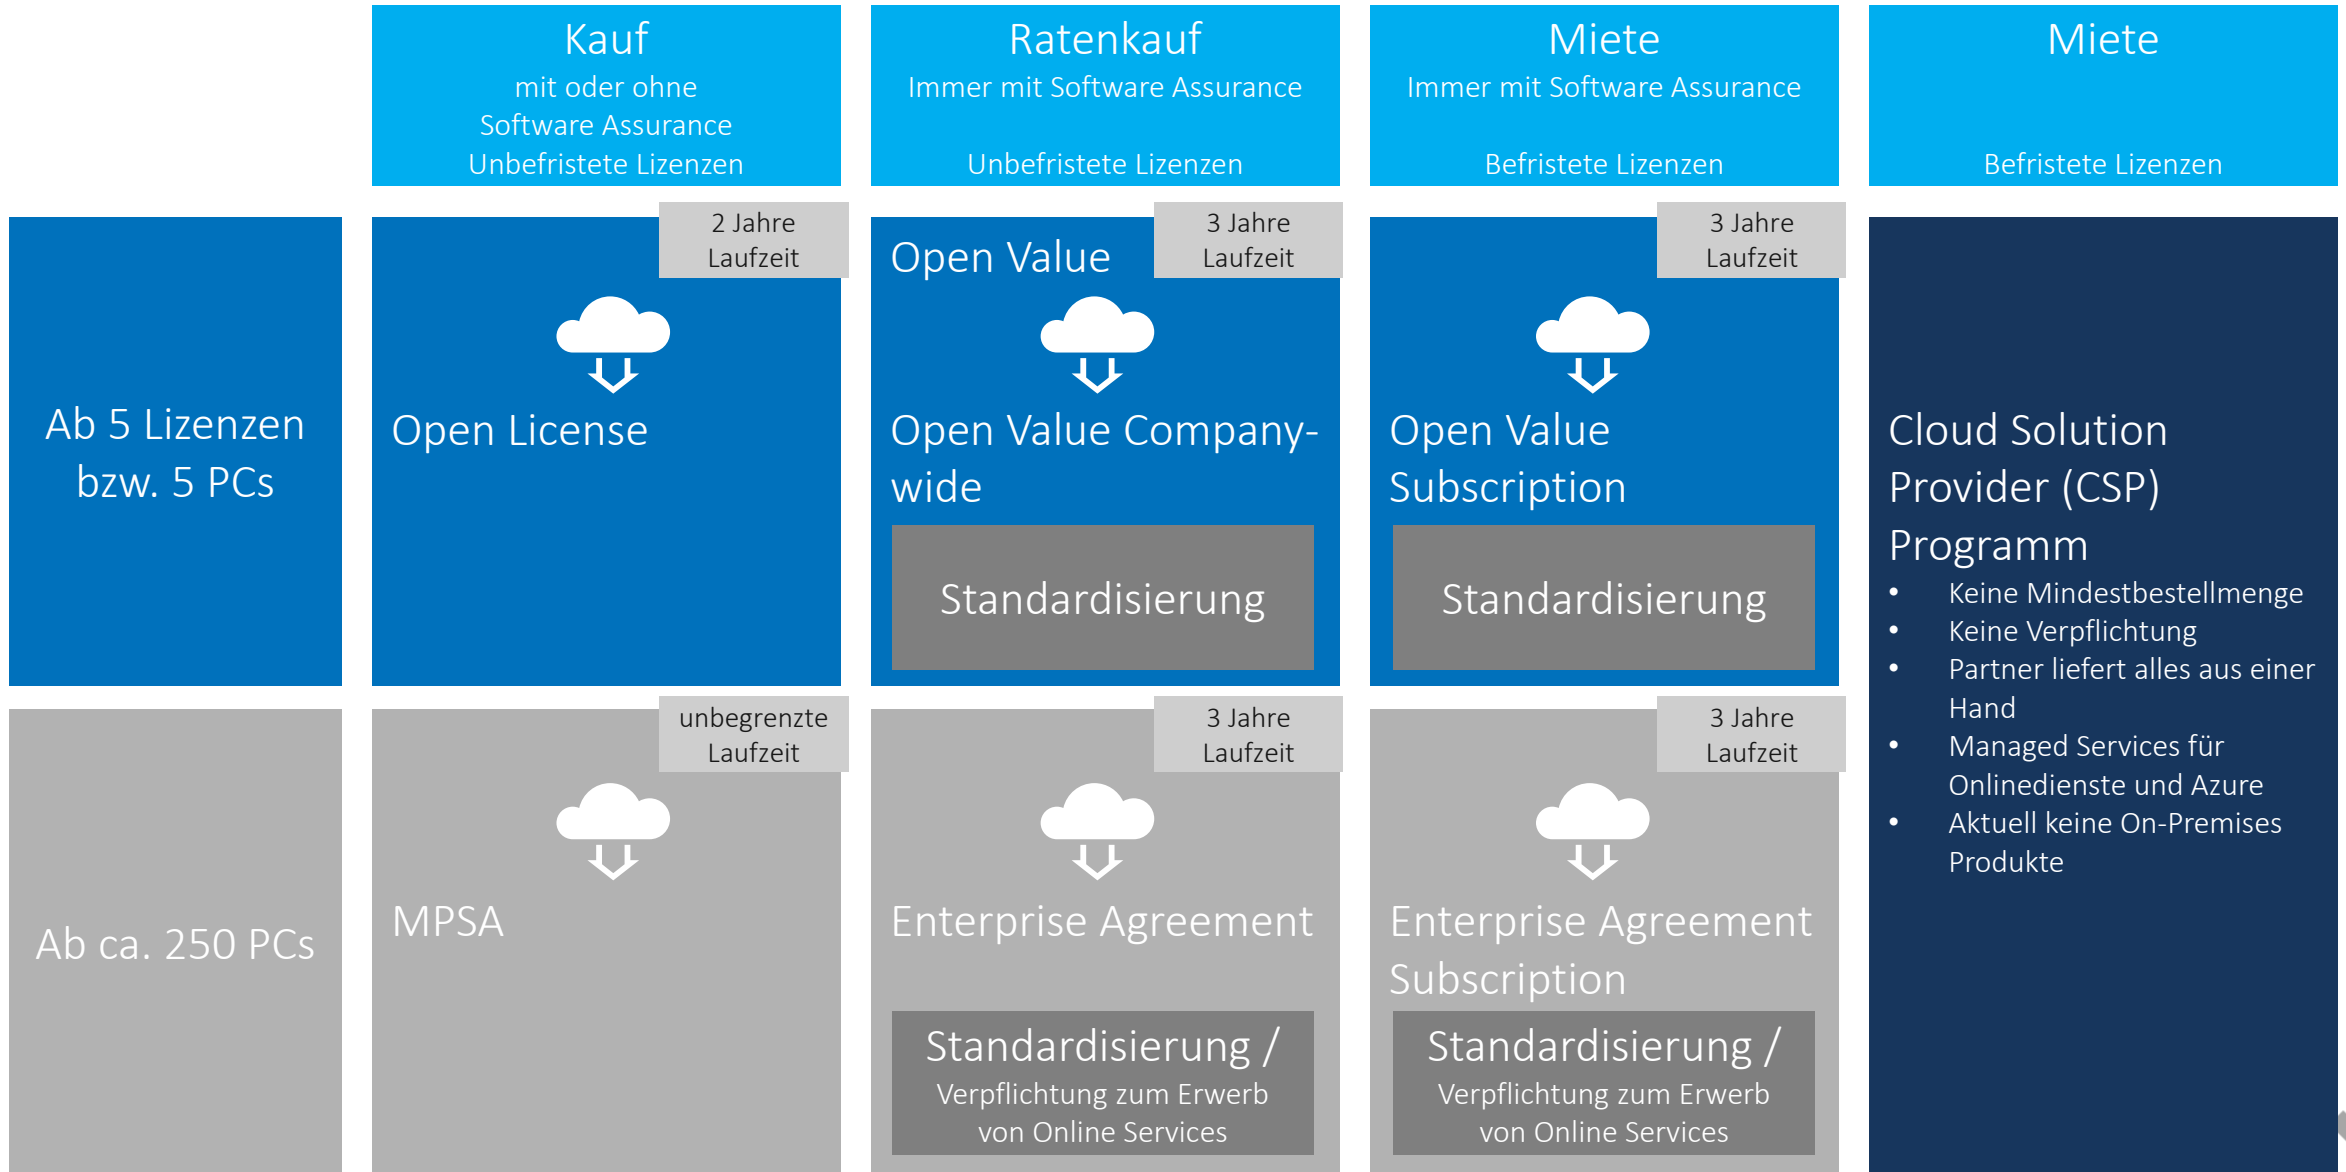 Kauf
mit oder ohne
Software Assurance
Unbefristete Lizenzen
Ratenkauf
Immer mit Software Assurance
Unbefristete Lizenzen
Miete
Immer mit Software Assurance
Befristete Lizenzen
Miete
Befristete Lizenzen
Ab 5 Lizenzen
bzw. 5 PCs
2 Jahre
Laufzeit
Open License
Open Value
3 Jahre
Laufzeit
Open Value Company-
wide
Standardisierung
3 Jahre
Laufzeit
Open Value
Subscription
Standardisierung
Cloud Solution
Provider (CSP)
Programm
• Keine Mindestbestellmenge
• Keine Verpflichtung
• Partner liefert alles aus einer
Hand
• Managed Services für
Onlinedienste und Azure
• Aktuell keine On-Premises
Produkte
Ab ca. 250 PCs
unbegrenzte
Laufzeit
MPSA
3 Jahre
Laufzeit
Enterprise Agreement
Standardisierung /
Verpflichtung zum Erwerb
von Online Services
3 Jahre
Laufzeit
Enterprise Agreement
Subscription
Standardisierung /
Verpflichtung zum Erwerb
von Online Services